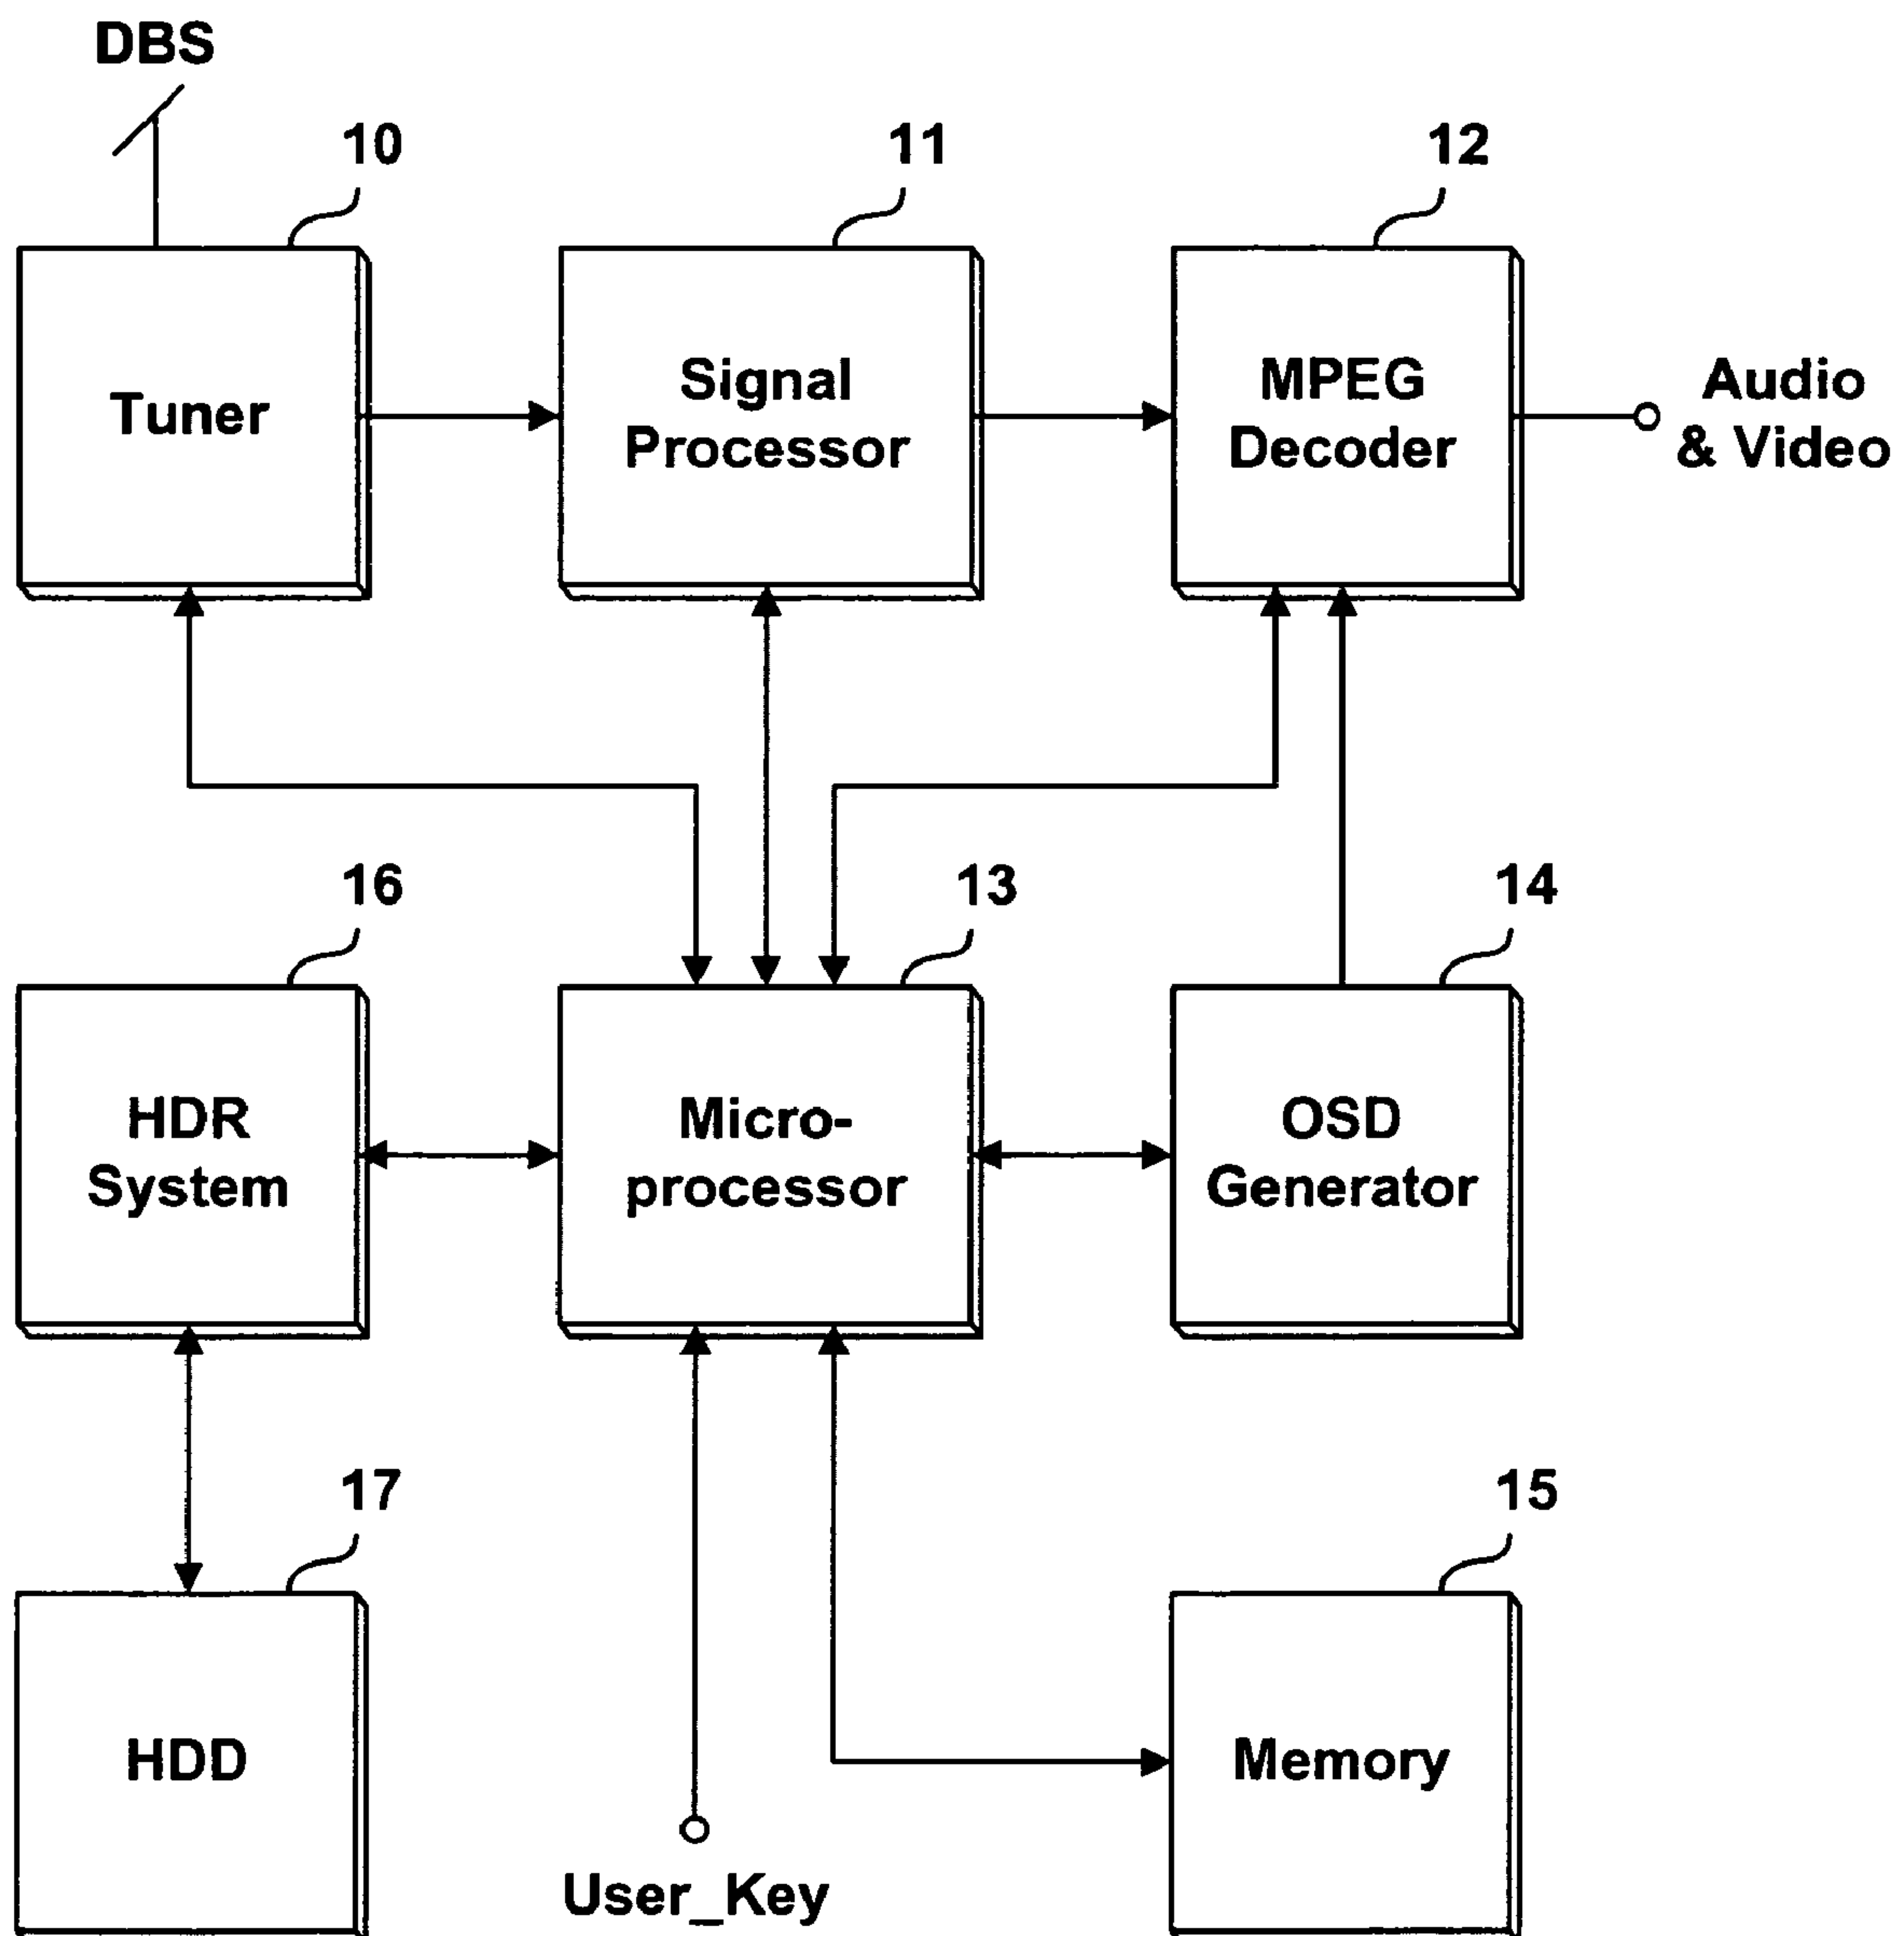 DBS
10
11
12
Tuner
Signal
Processor
MPEG
Decoder
Audio
& Video
16
13
14
HDR
System
Micro-
processor
OSD
Generator
17
15
HDD
Memory
User_Key